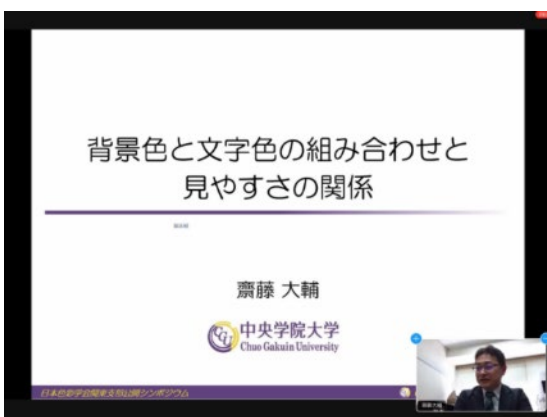 背景色と文字色の組み合わせと
見やすさの関係
齋藤 大輔
中央学院大学
Chuo Gakuin University
日本色彩学会関東支部公開シンポジウム